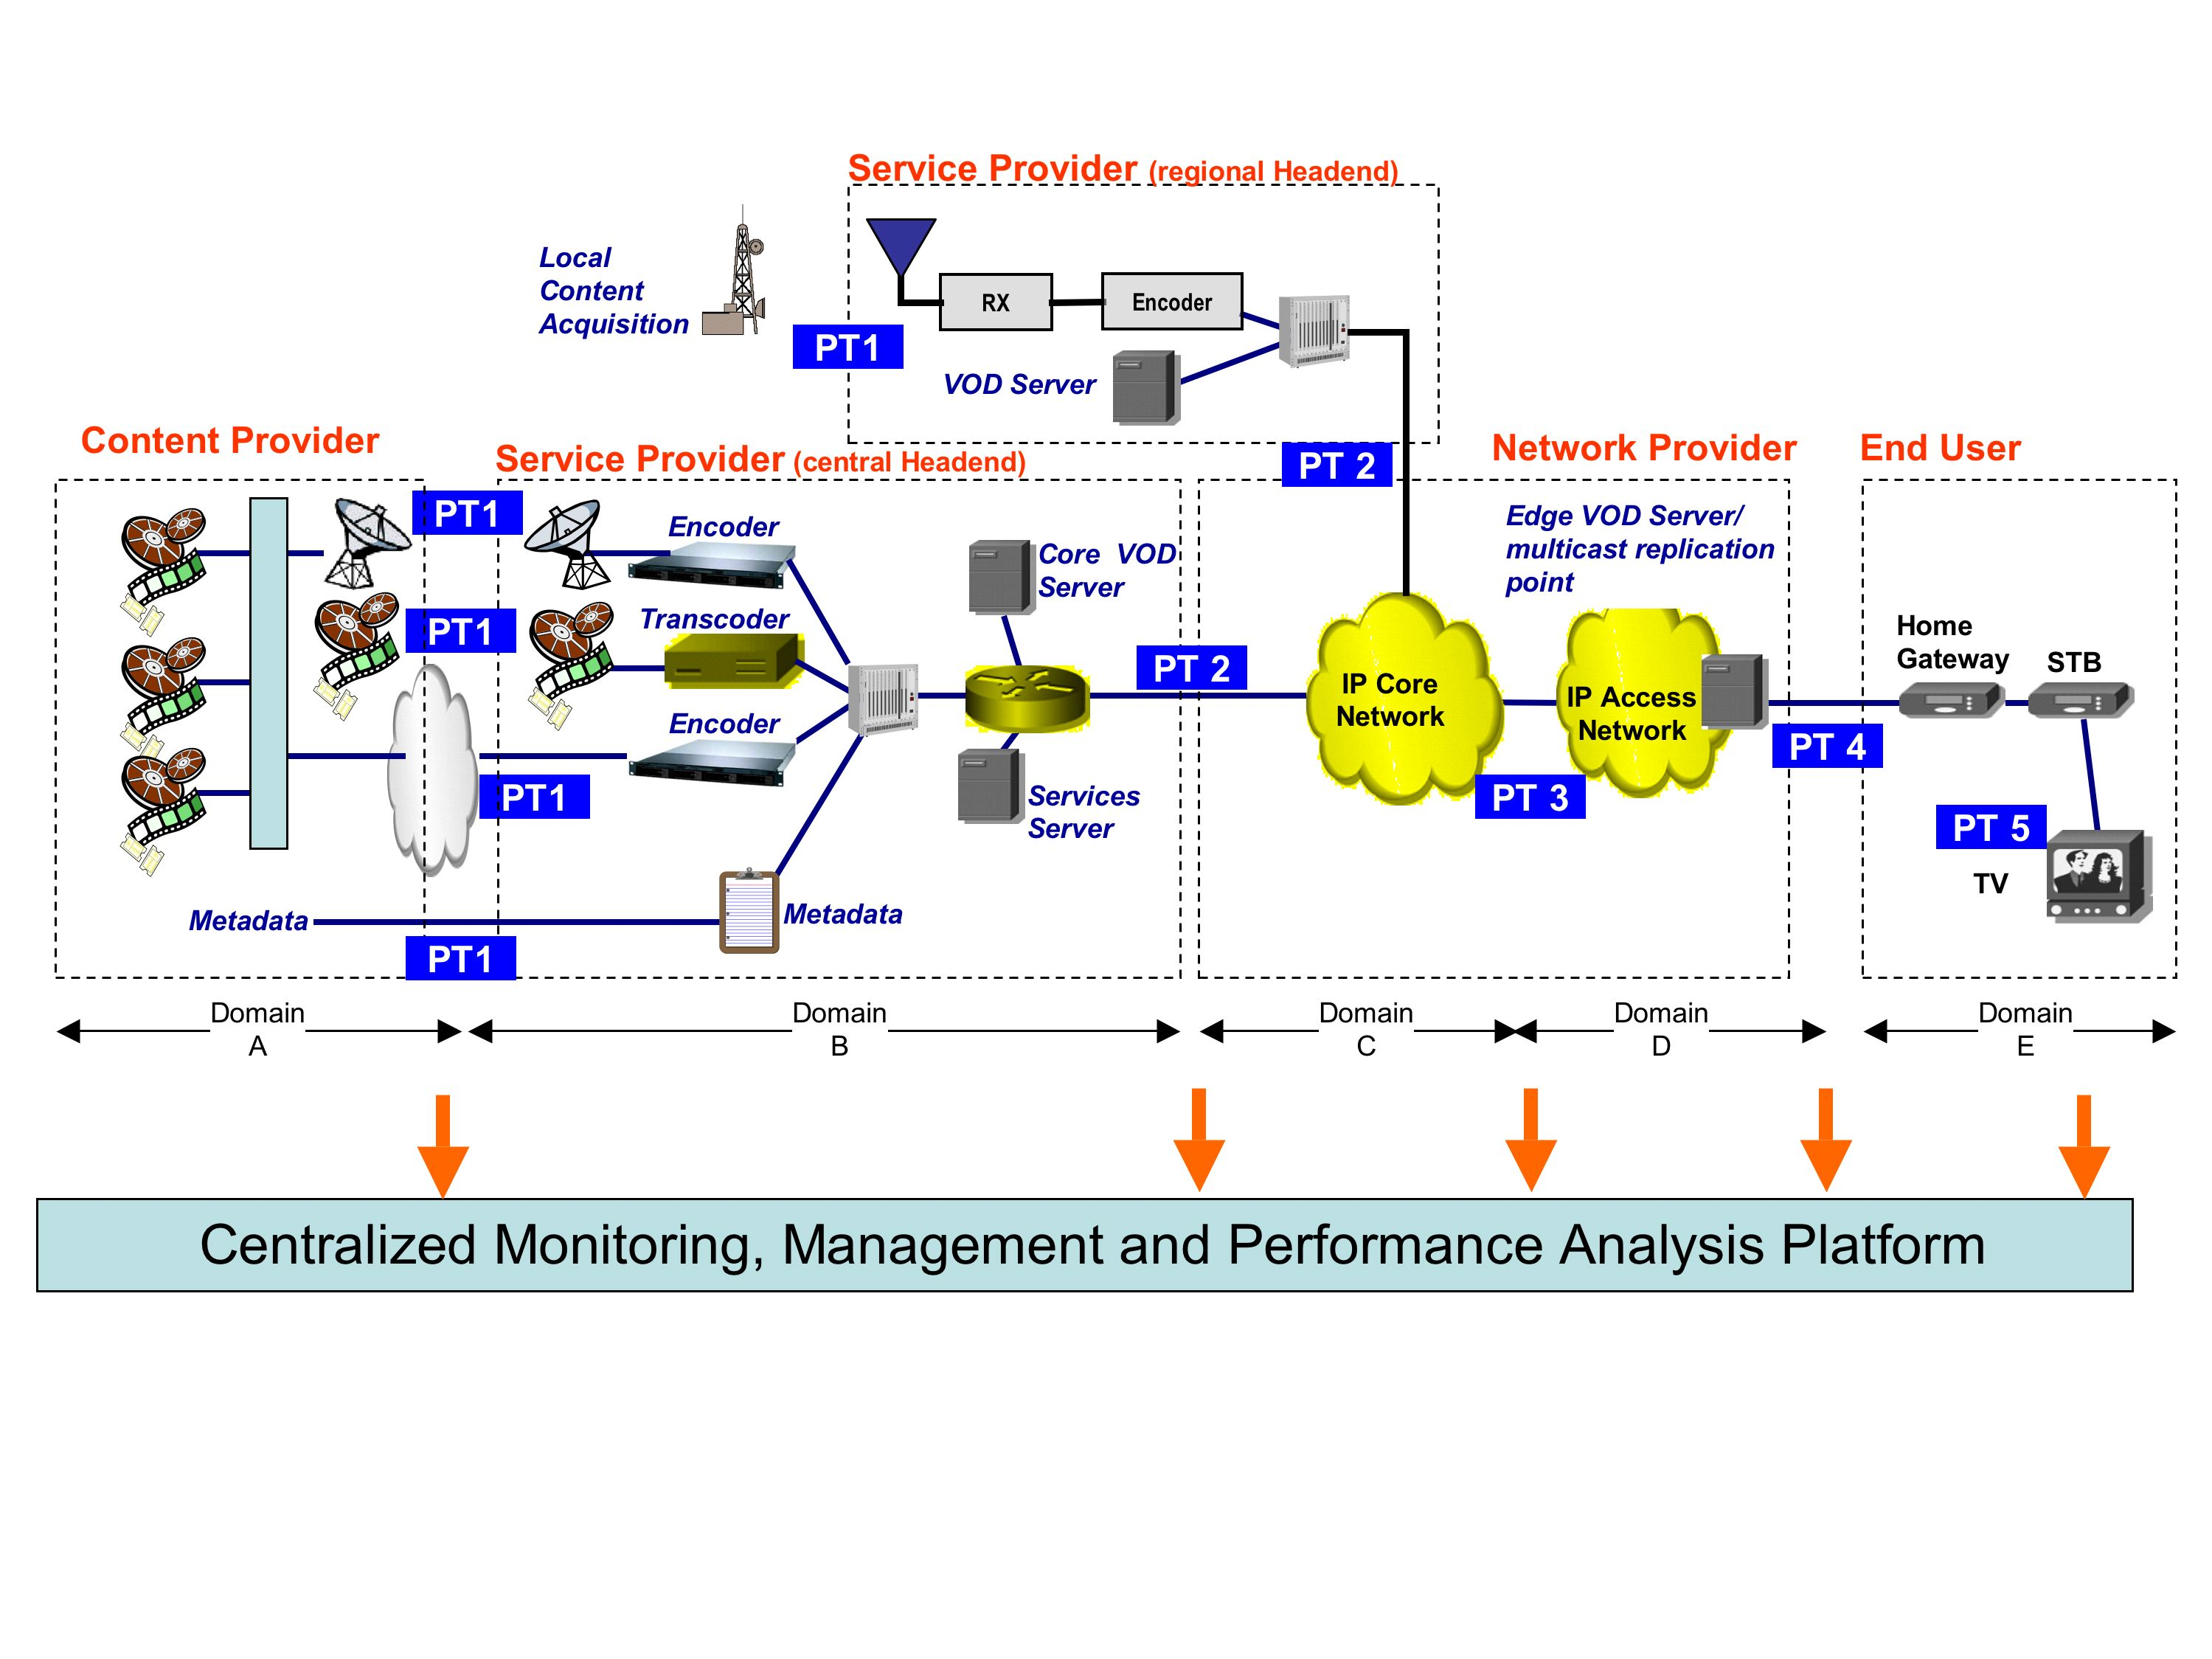 Service Provider (regional Headend)
Local
Content
Acquisition
RX
Encoder
PT1
VOD Server
Content Provider
Service Provider (central Headend)
PT 2
Network Provider
End User
PT1
Encoder
Core VOD
Server
Edge VOD Server/
multicast replication
point
PT1
Transcoder
PT 2
IP Core
Network
IP Access
Network
Home
Gateway
STB
Encoder
PT1
Services
Server
PT 3
PT 4
PT 5
TV
Metadata
Metadata
PT1
Domain
A
Domain
B
Domain
C
Domain
D
Domain
E
Centralized Monitoring, Management and Performance Analysis Platform